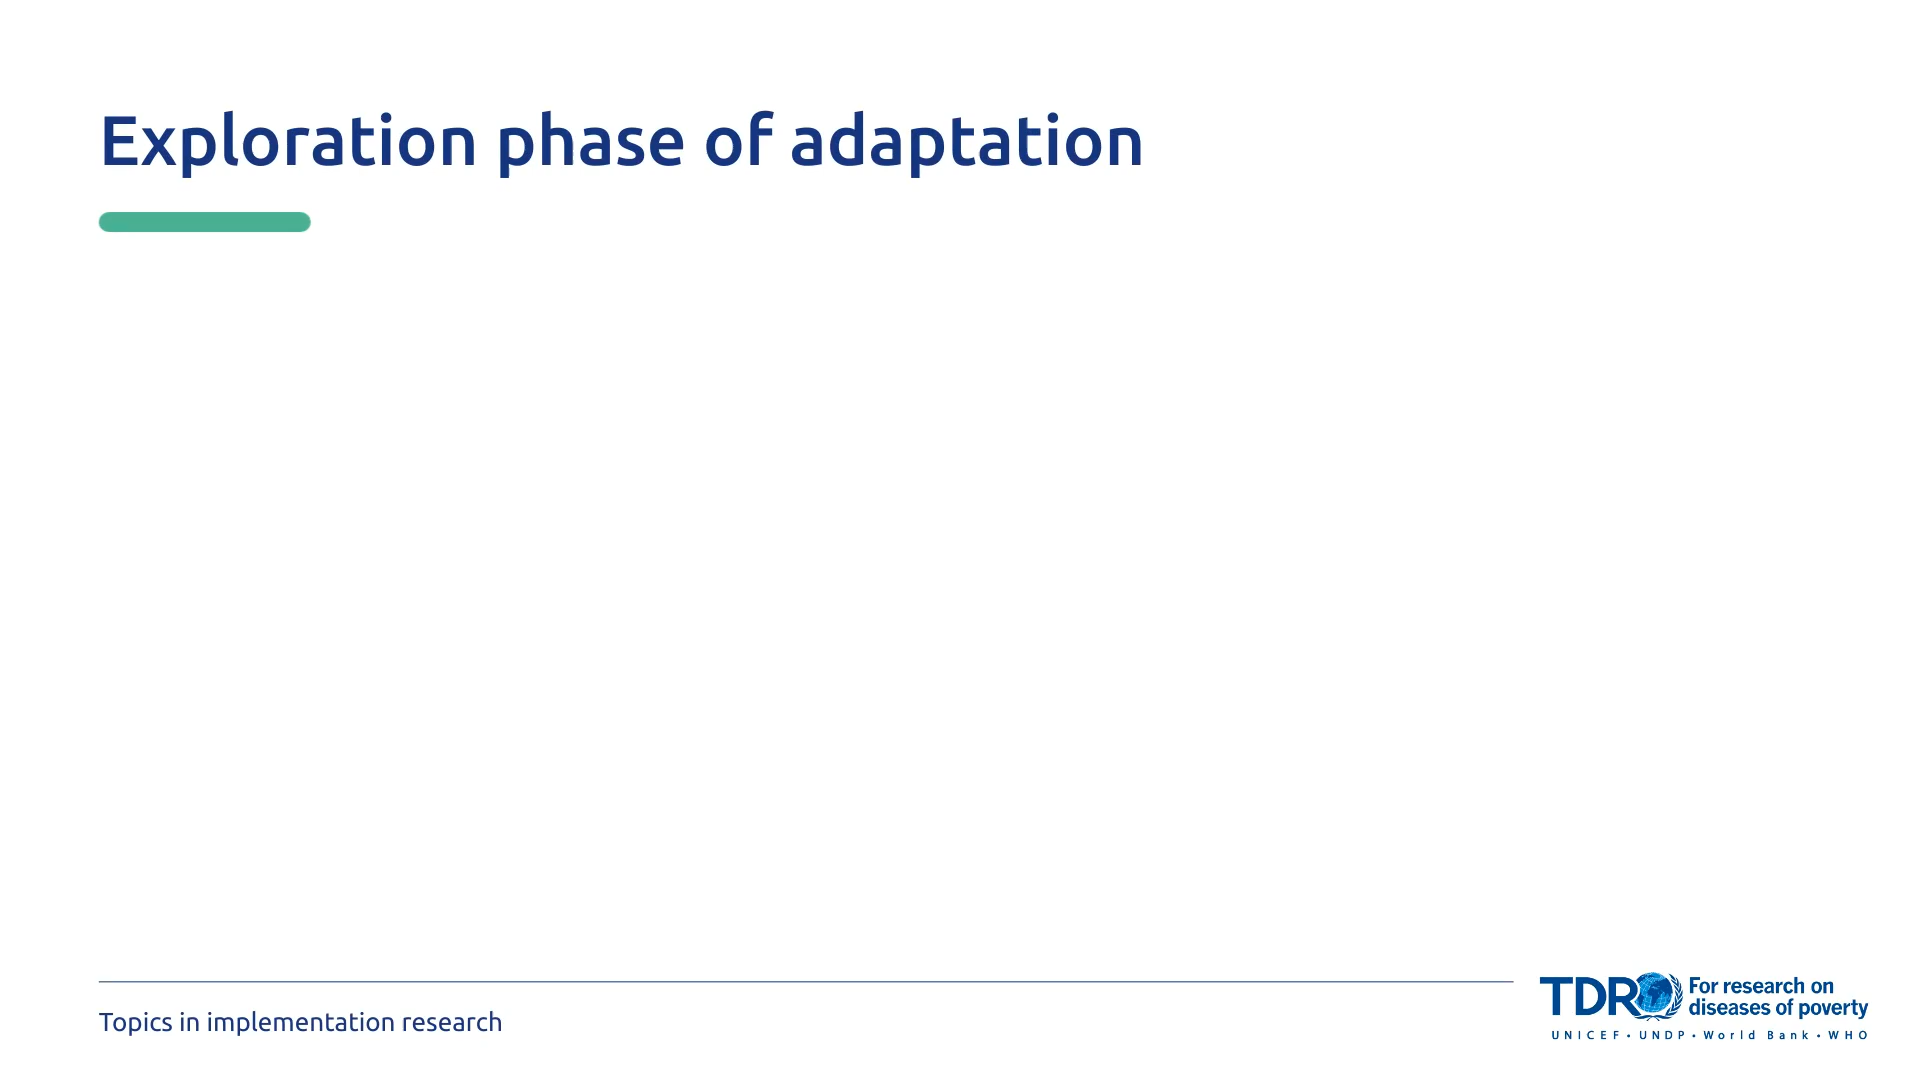 Exploration phase of adaptation
Topics in implementation research
TDR
For research on
diseases of poverty
UNICEF • UNDP • World Bank • WHO